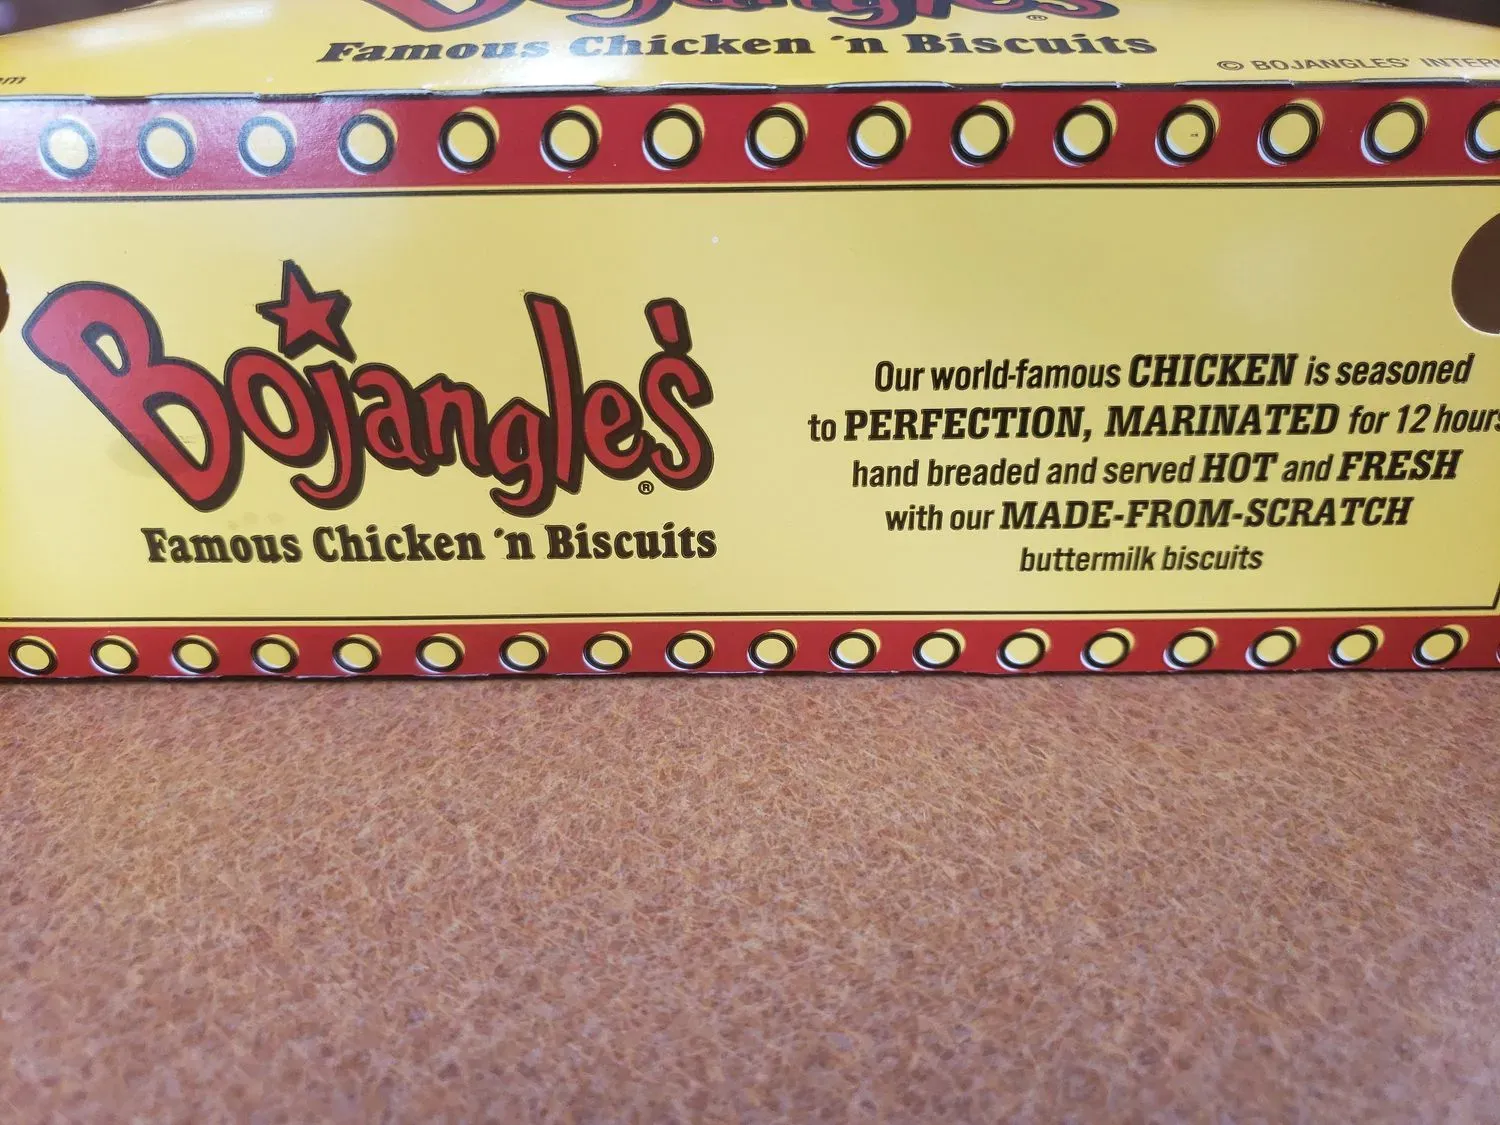 Bojangles'
®
Famous Chicken 'n Biscuits
© BOJANGLES'
Bojangles'
®
Famous Chicken 'n Biscuits
Our world-famous CHICKEN is seasoned
to PERFECTION, MARINATED for 12 hours
hand breaded and served HOT and FRESH
with our MADE-FROM-SCRATCH
buttermilk biscuits